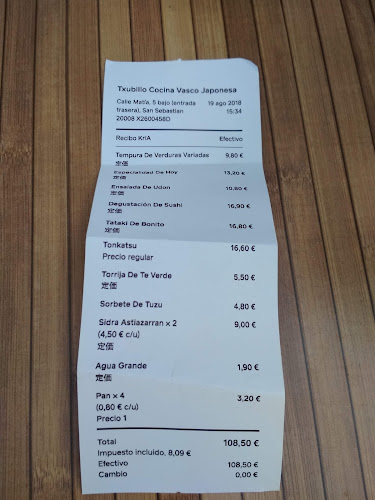 Txubillo Cocina Vasco Japonesa
Calle Matía, 5 bajo (entrada 19 ago 2018
trasera), San Sebastian 15:34
20008 X2600458D
Recibo KrIA Efectivo
Tempura De Verduras Variadas 9,80 €
定価
Especialidad De Hoy 13,20 €
定価
Ensalada De Udon 10,80 €
定価
Degustación De Sushi 16,90 €
定価
Tataki De Bonito 16,80 €
定価
Tonkatsu 16,60 €
Precio regular
Torrija De Te Verde 5,50 €
定価
Sorbete De Tuzu 4,80 €
Sidra Astiazarran x 2 9,00 €
(4,50 € c/u)
定価
Agua Grande 1,90 €
定価
Pan x 4 3,20 €
(0,80 € c/u)
Precio 1
Total 108,50 €
Impuesto incluido, 8,09 €
Efectivo 108,50 €
Cambio 0,00 €